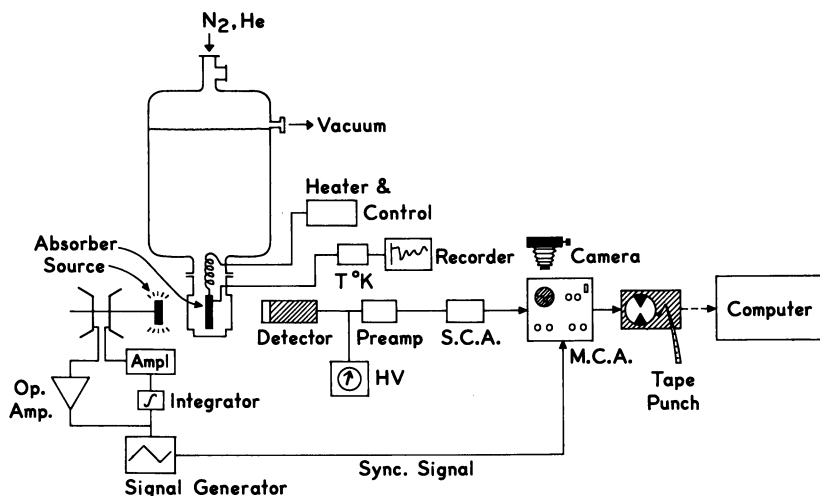 N2, He
Vacuum
Heater &
Control
Absorber
Source
T °K
Recorder
Camera
Detector
Preamp
S.C.A.
M.C.A.
Computer
HV
Tape
Punch
Ampl
Op.
Amp.
∫ Integrator
Sync. Signal
Signal Generator